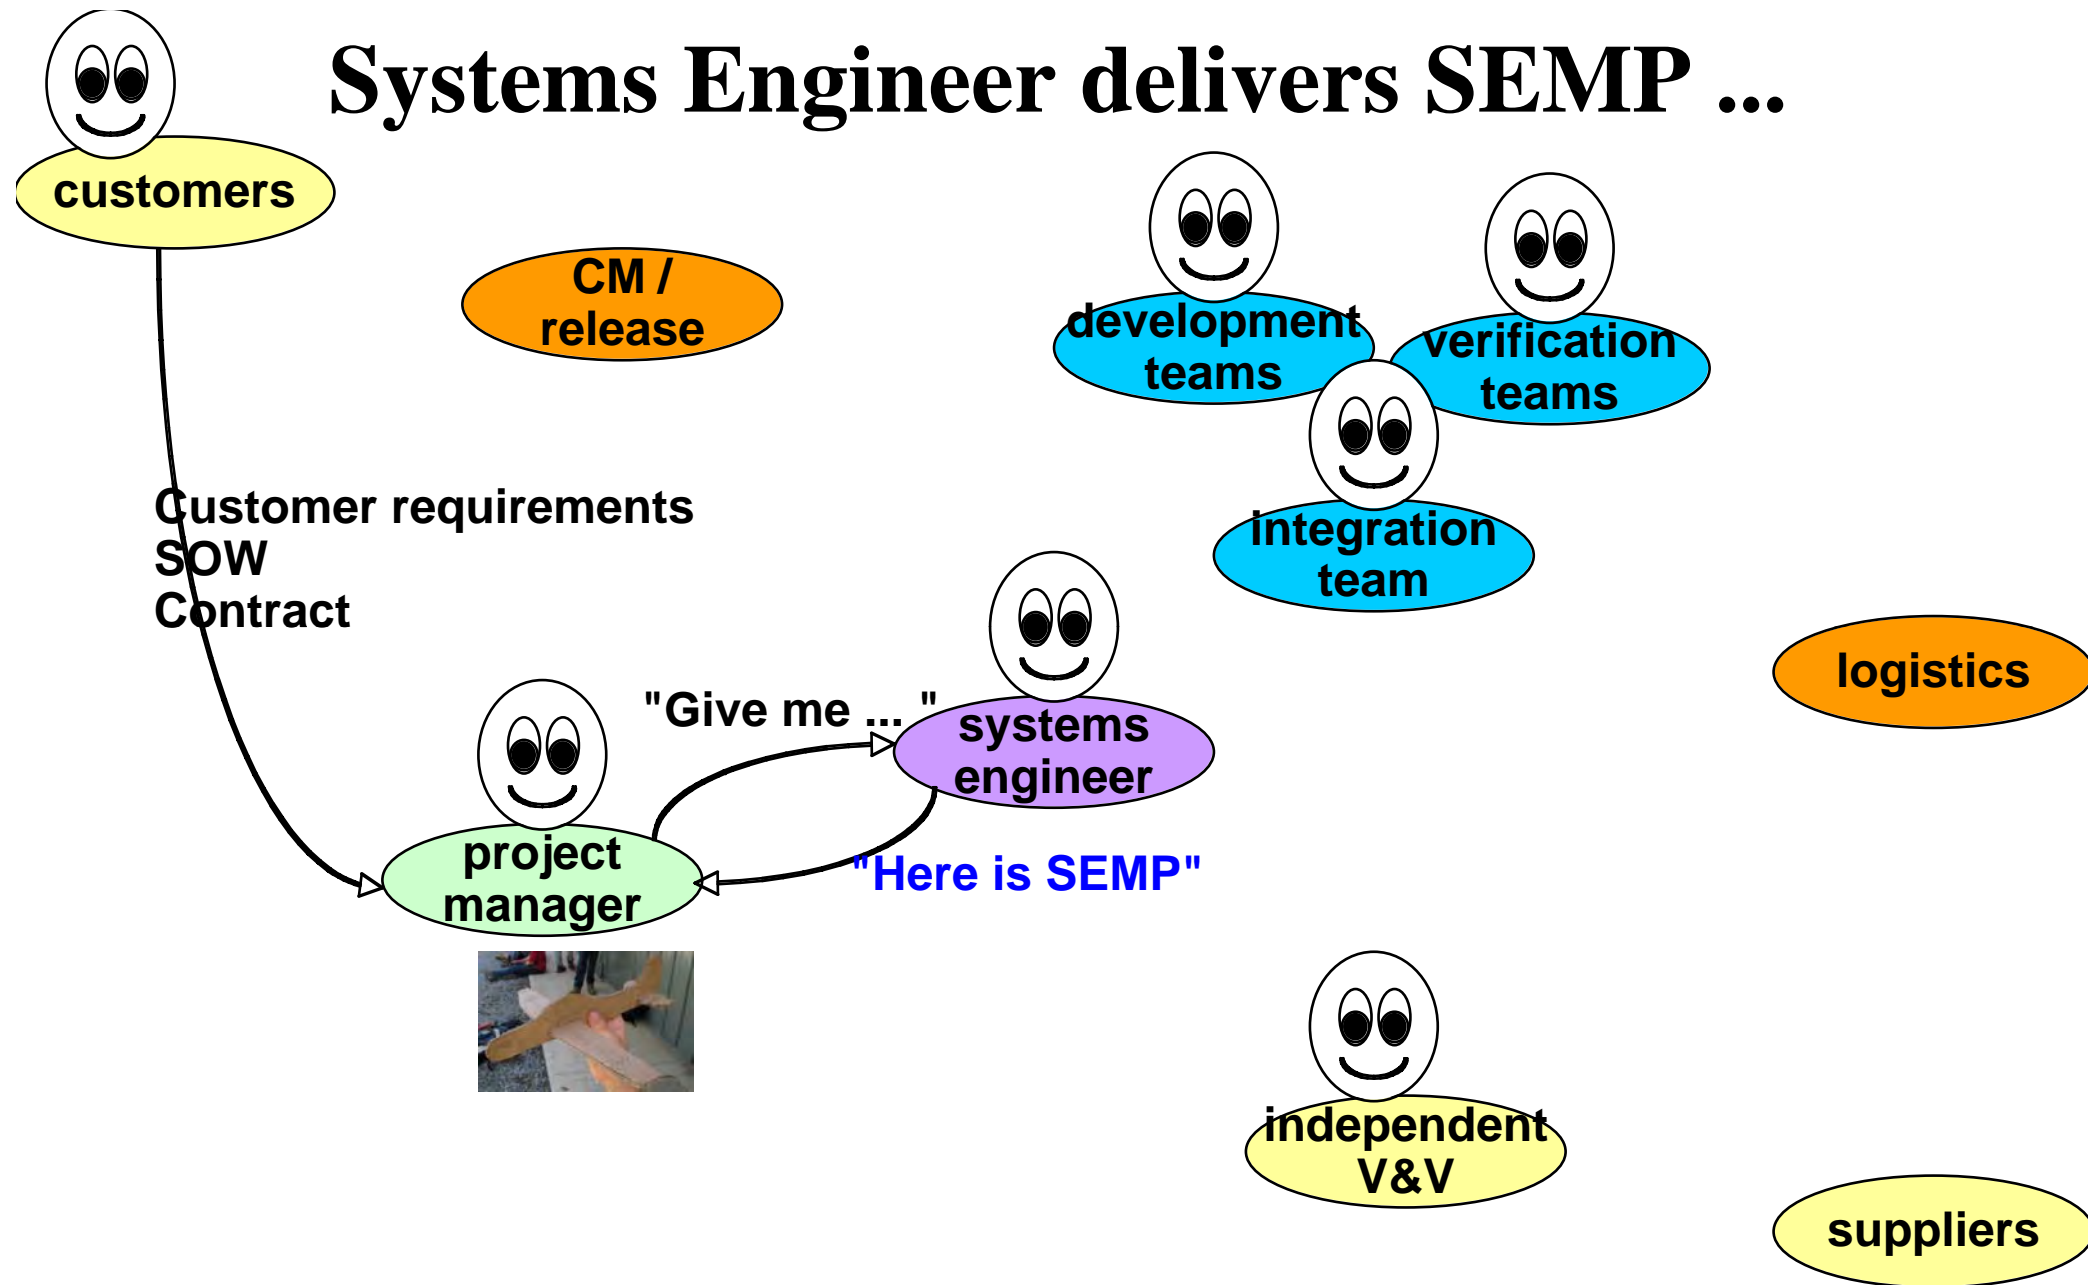 Systems Engineer delivers SEMP ...
customers
CM /
release
development
teams
verification
teams
Customer requirements
SOW
Contract
integration
team
logistics
"Give me ... "
systems
engineer
project
manager
"Here is SEMP"
independent
V&V
suppliers